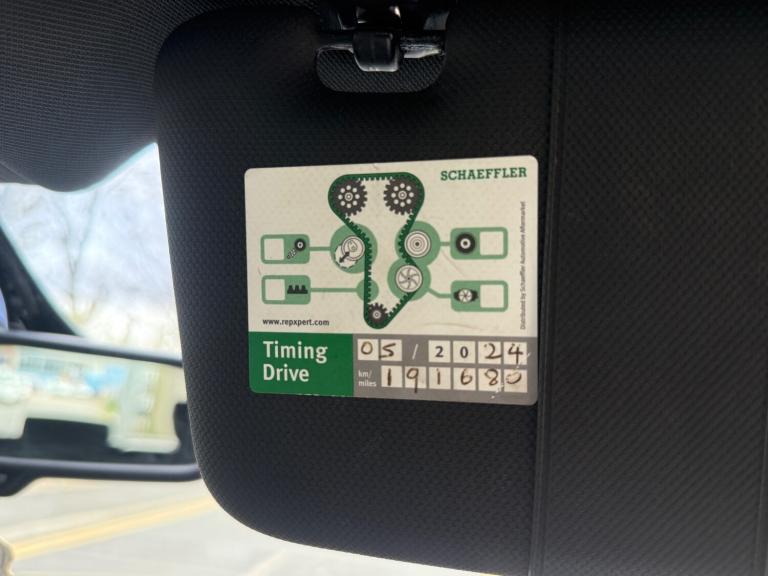 SCHAEFFLER
Distributed by Schaeffler Automotive Aftermarket
www.repxpert.com
Timing
Drive
05 / 2024
km/
miles
191680